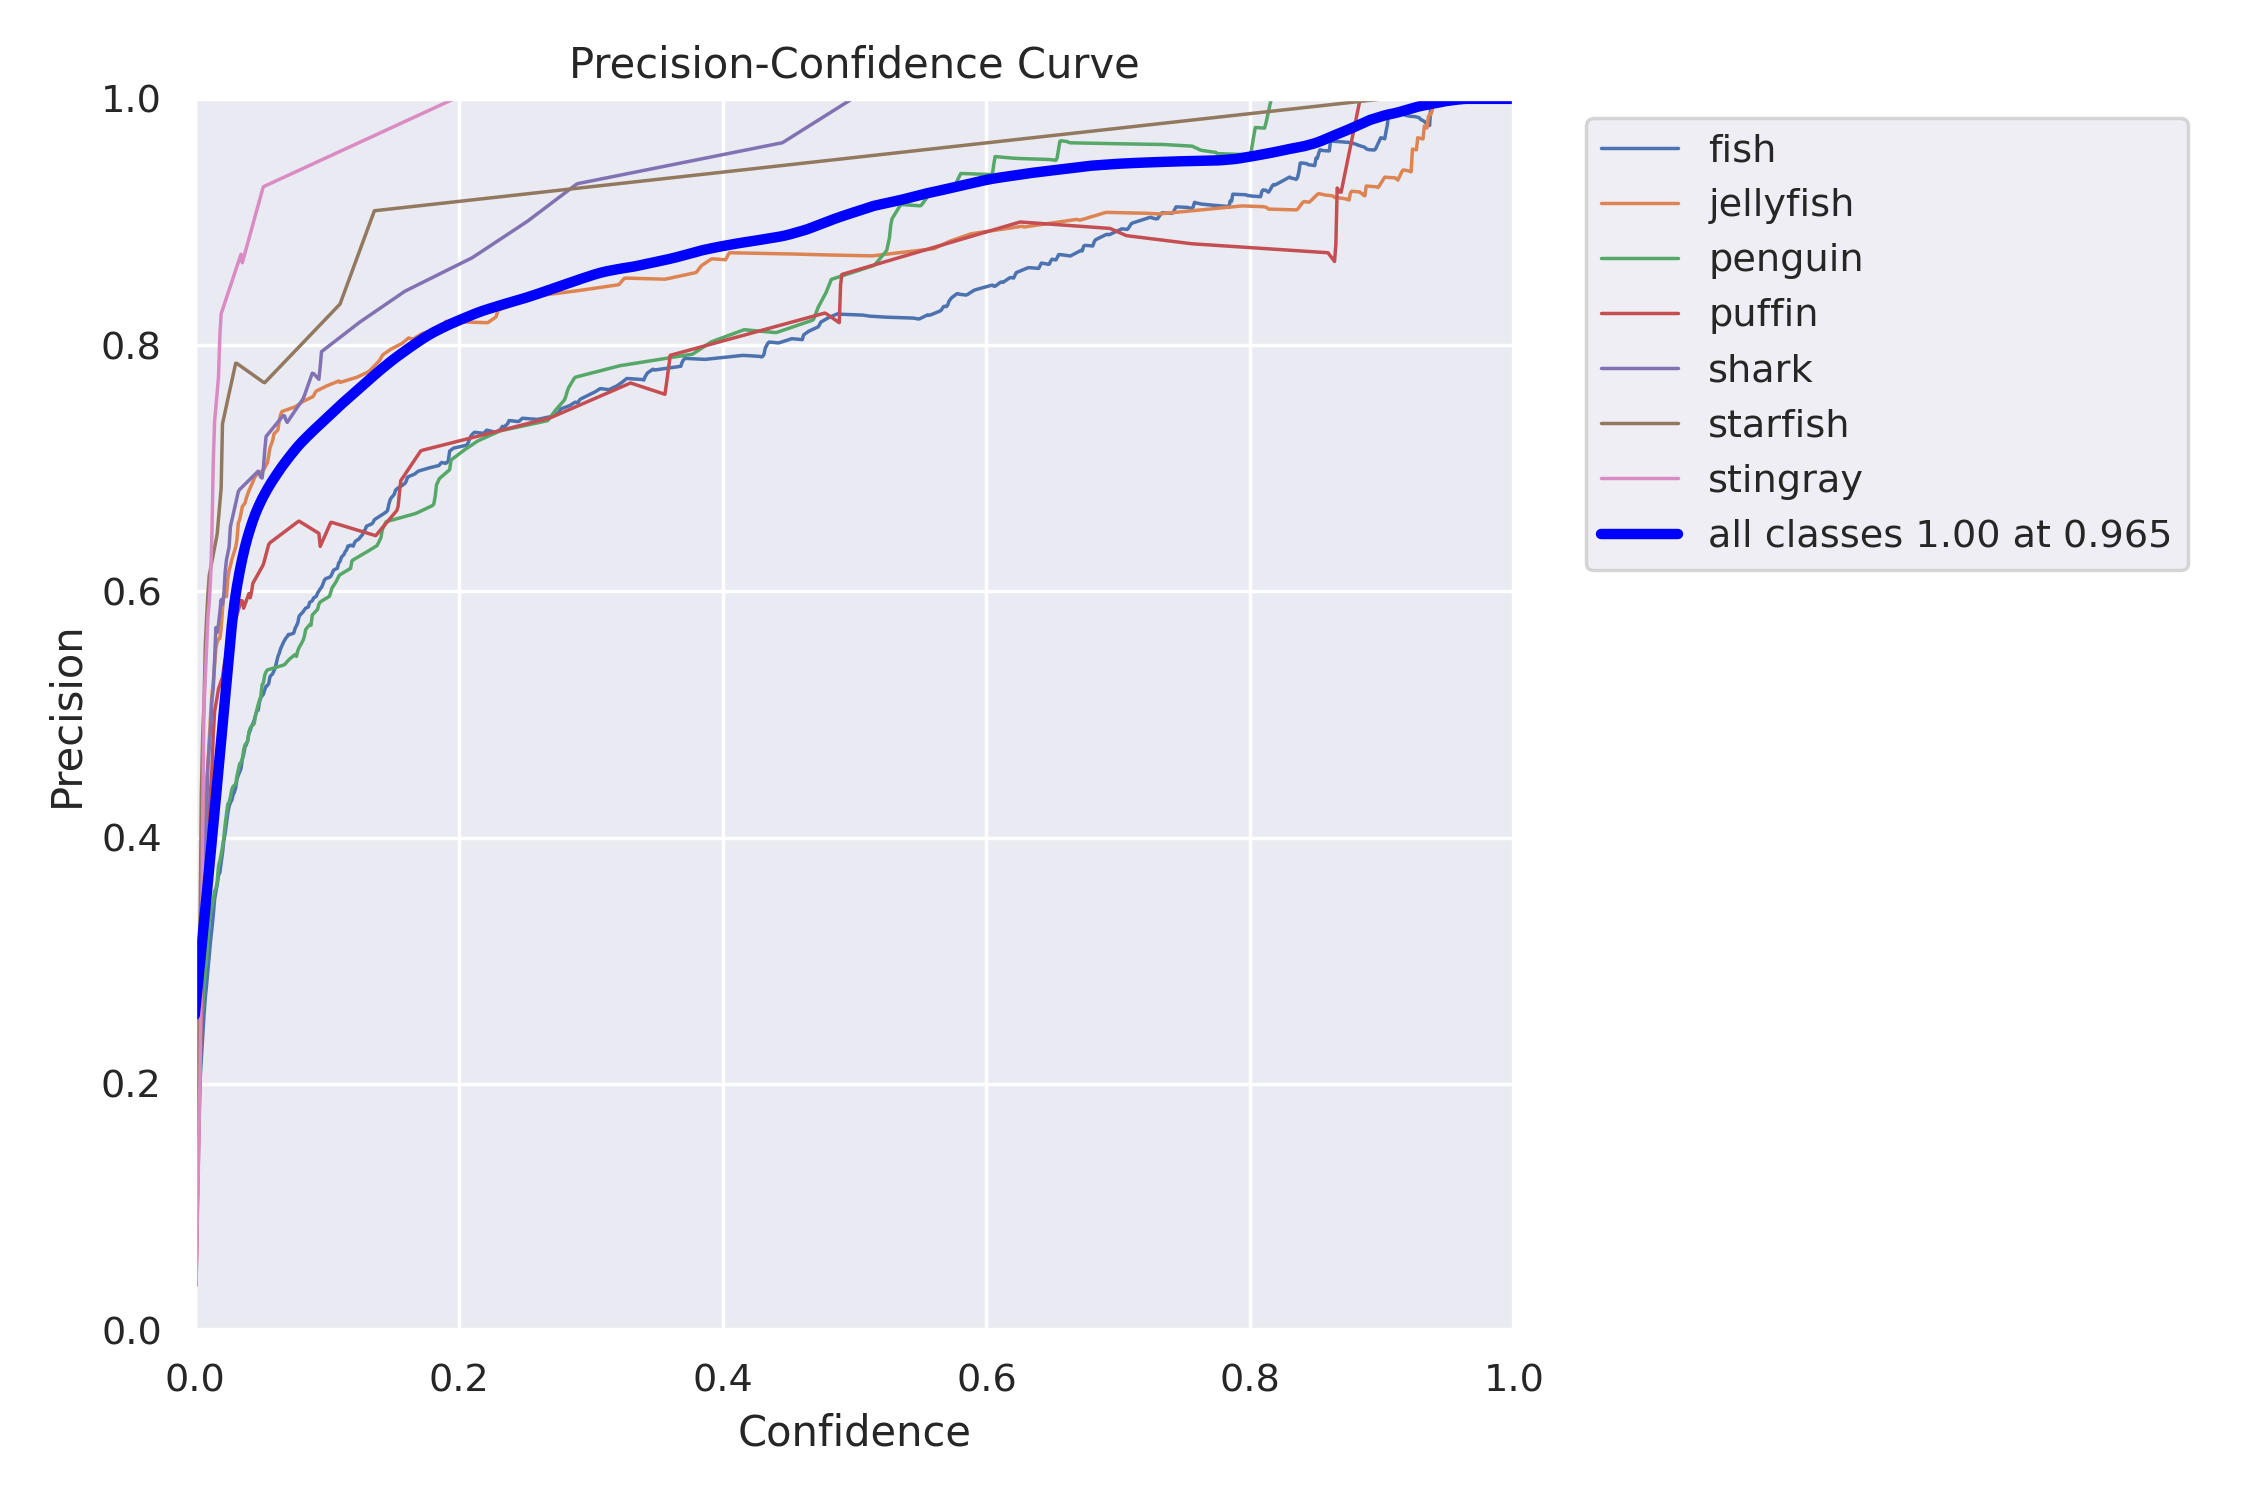 Precision-Confidence Curve
1.0
0.8
0.6
0.4
0.2
0.0
Precision
0.0 0.2 0.4 0.6 0.8 1.0
Confidence
fish
jellyfish
penguin
puffin
shark
starfish
stingray
all classes 1.00 at 0.965